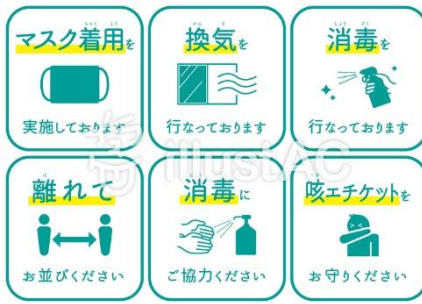 マスク着用を
実施しております
換気を
行なっております
消毒を
行なっております
離れて
お並びください
消毒に
ご協力ください
咳エチケットを
お守りください
illustAC